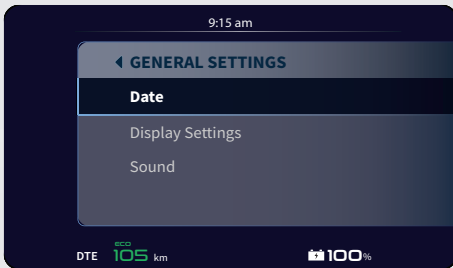 9:15 am
GENERAL SETTINGS
Date
Display Settings
Sound
ECO
DTE 105 km 100%